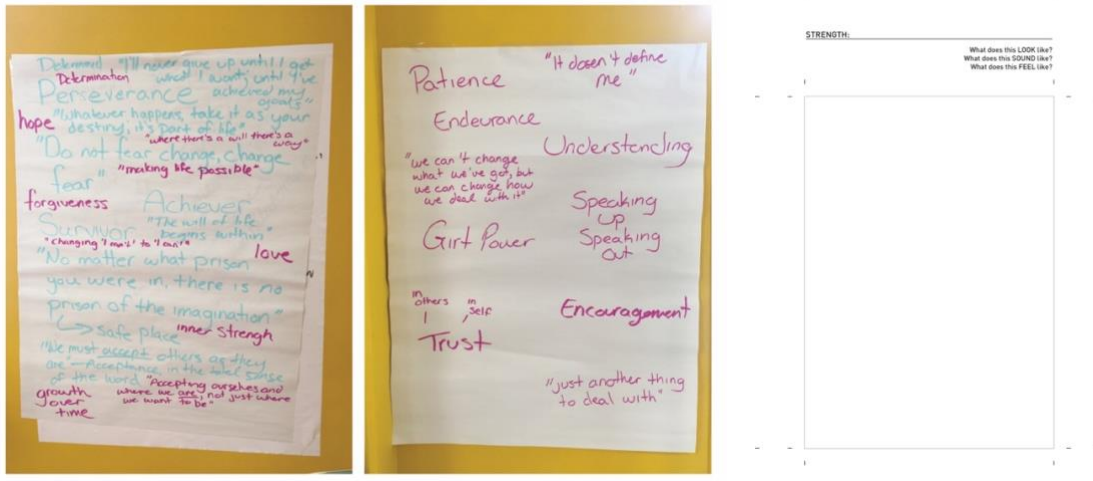 Determined "I'll never give up until I get
Determination what I want, until I've
Perseverance achieved my
goals"
hope "Whatever happens, take it as your
destiny, it's part of life"
"where there's a will there's a
way"
"Do not fear change, change
fear" "making life possible"
forgiveness Achiever
Survivor "The will of life
begins within"
"changing to 'I can'"
love
"No matter what prison
you were in, there is no
prison of the imagination"
safe place inner strengh
"We must accept others as they
are" - Acceptance, in the total sense
of the word "Accepting ourselves and
where we are, not just where
we want to be"
growth
over
time
Patience
"It dosen't define
me"
Endeurance
Understending
"we can't change
what we've got, but
we can change how
we deal with it"
Speaking
up
Speaking
Out
Girl Power
in
others
in
self
Trust
Encouragement
"just another thing
to deal with"
STRENGTH:
What does this LOOK like?
What does this SOUND like?
What does this FEEL like?